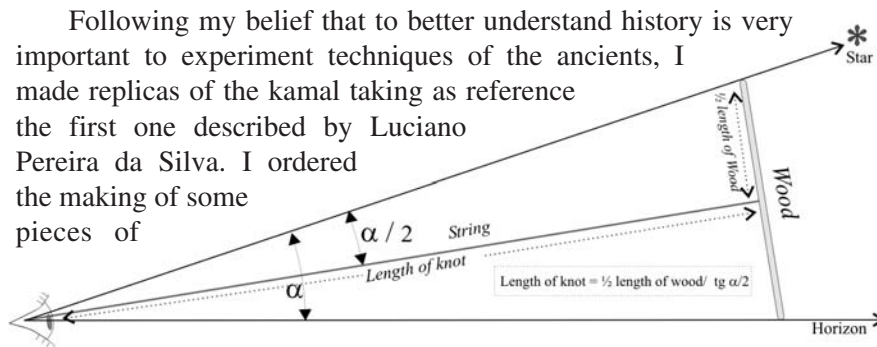 Following my belief that to better understand history is very
important to experiment techniques of the ancients, I
made replicas of the kamal taking as reference
the first one described by Luciano
Pereira da Silva. I ordered
the making of some
pieces of
*
Star
½ length of Wood
Wood
α / 2
String
Length of knot
α
Length of knot = ½ length of wood/ tg α/2
Horizon